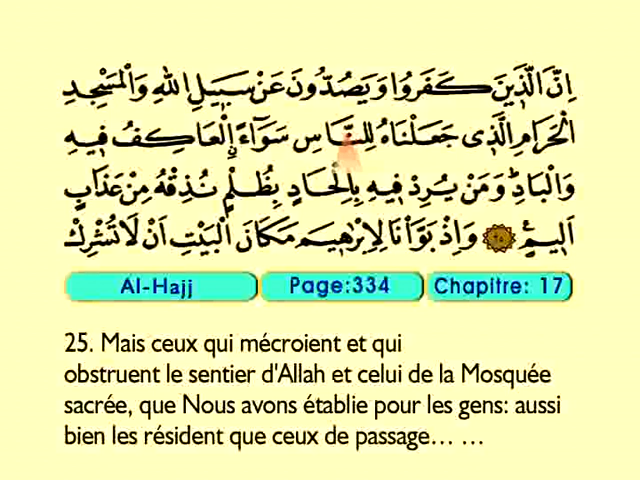 اِنَّ الَّذٖينَ كَفَرُوا وَيَصُدُّونَ عَنْ سَبٖيلِ اللّٰهِ وَالْمَسْجِدِ
الْحَرَامِ الَّذٖى جَعَلْنَاهُ لِلنَّاسِ سَوَٓاءًۨ الْعَاكِفُ فٖيهِ
وَالْبَادِ وَمَنْ يُرِدْ فٖيهِ بِاِلْحَادٍ بِظُلْمٍ نُذِقْهُ مِنْ عَذَابٍ
اَلٖيمٍ ٢٥ وَاِذْ بَوَّاْنَا لِاِبْرٰهٖيمَ مَكَانَ الْبَيْتِ اَنْ لَا تُشْرِكْ
Al-Hajj Page:334 Chapitre: 17
25. Mais ceux qui mécroient et qui
obstruent le sentier d'Allah et celui de la Mosquée
sacrée, que Nous avons établie pour les gens: aussi
bien les résident que ceux de passage... ...